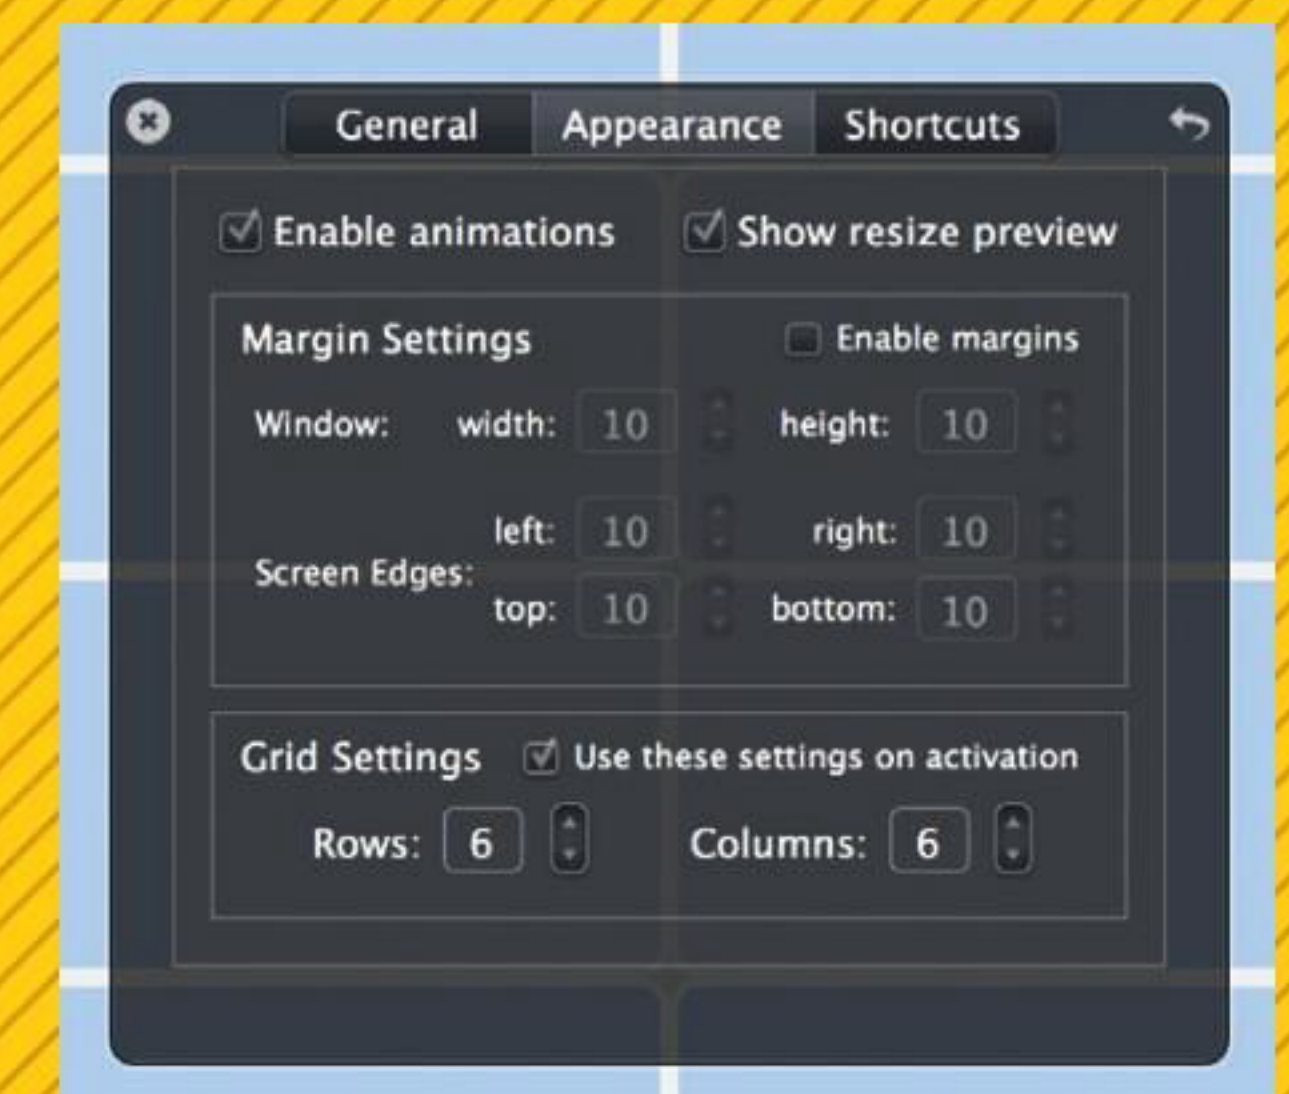 General Appearance Shortcuts
Enable animations Show resize preview
Margin Settings Enable margins
Window: width: 10 height: 10
left: 10 right: 10
Screen Edges:
top: 10 bottom: 10
Grid Settings Use these settings on activation
Rows: 6 Columns: 6